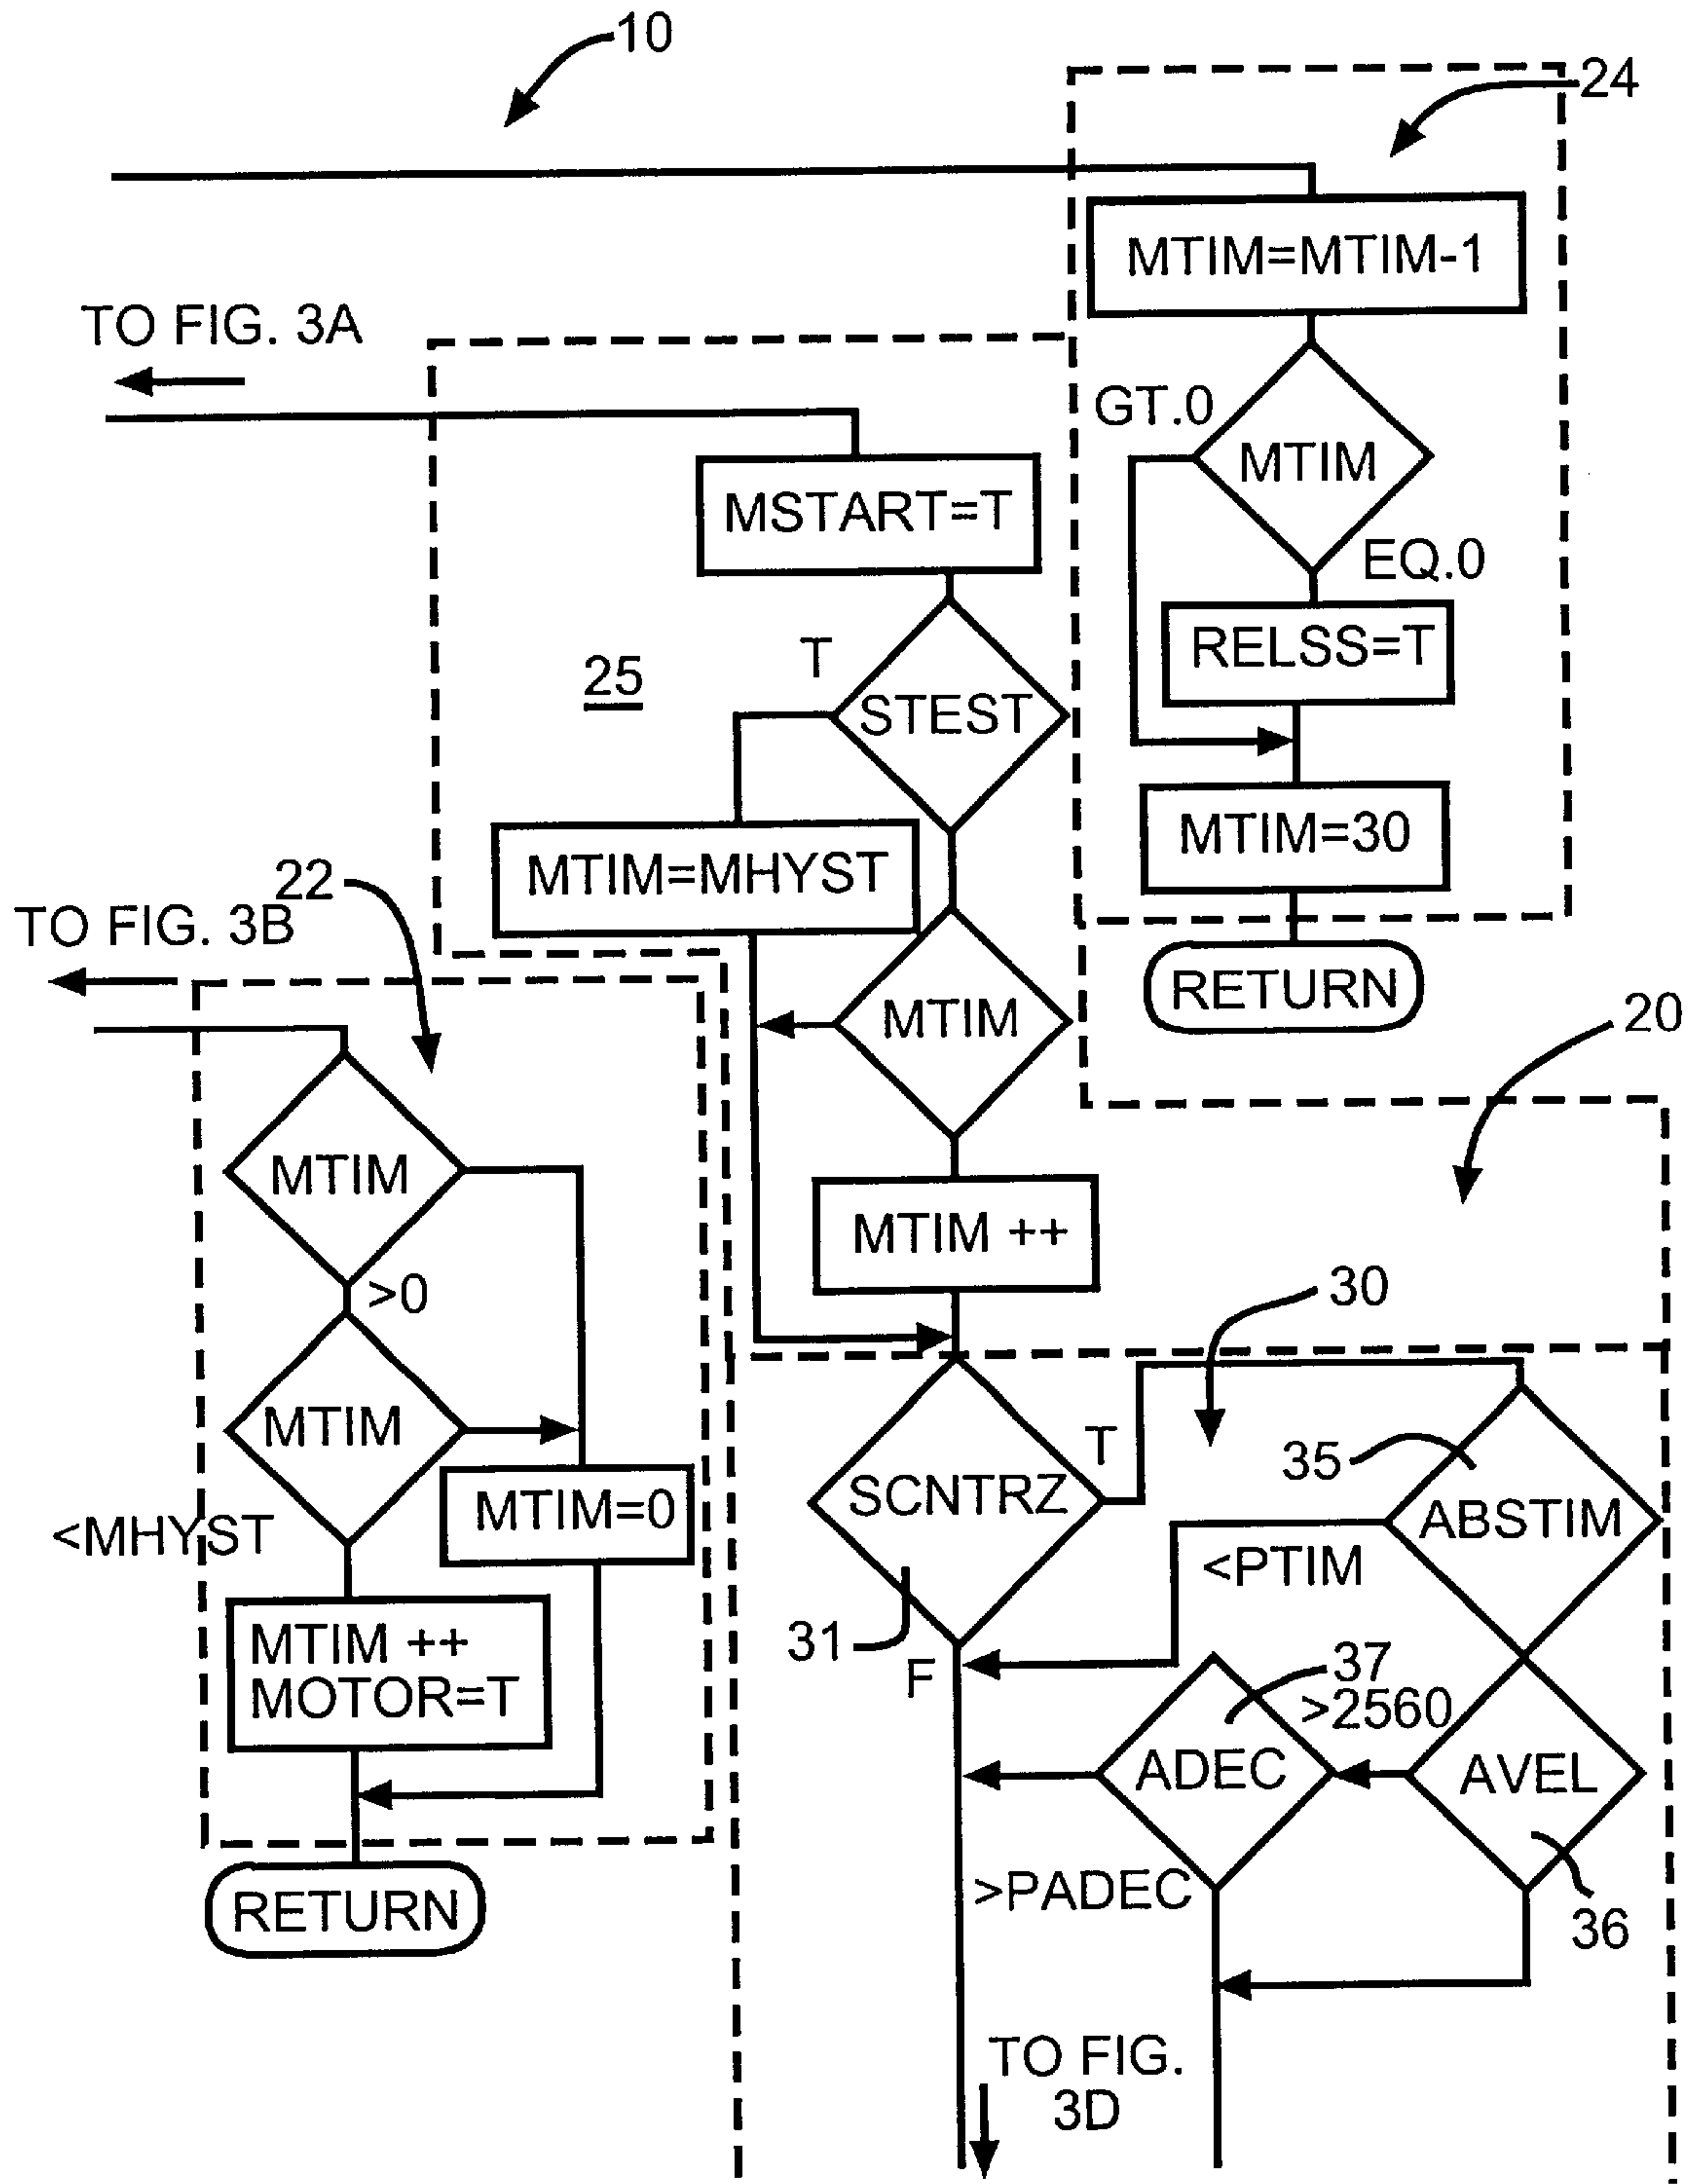 10
24
MTIM=MTIM-1
TO FIG. 3A
GT.0
MTIM
MSTART=T
EQ.0
RELSS=T
T
25
STEST
MTIM=30
MTIM=MHYST
22
TO FIG. 3B
RETURN
MTIM
20
MTIM
MTIM ++
>0
30
MTIM
T
35
SCNTRZ
ABSTIM
MTIM=0
<MHYST
<PTIM
MTIM ++
MOTOR=T
31
F
37
>2560
ADEC
AVEL
>PADEC
RETURN
36
TO FIG.
3D